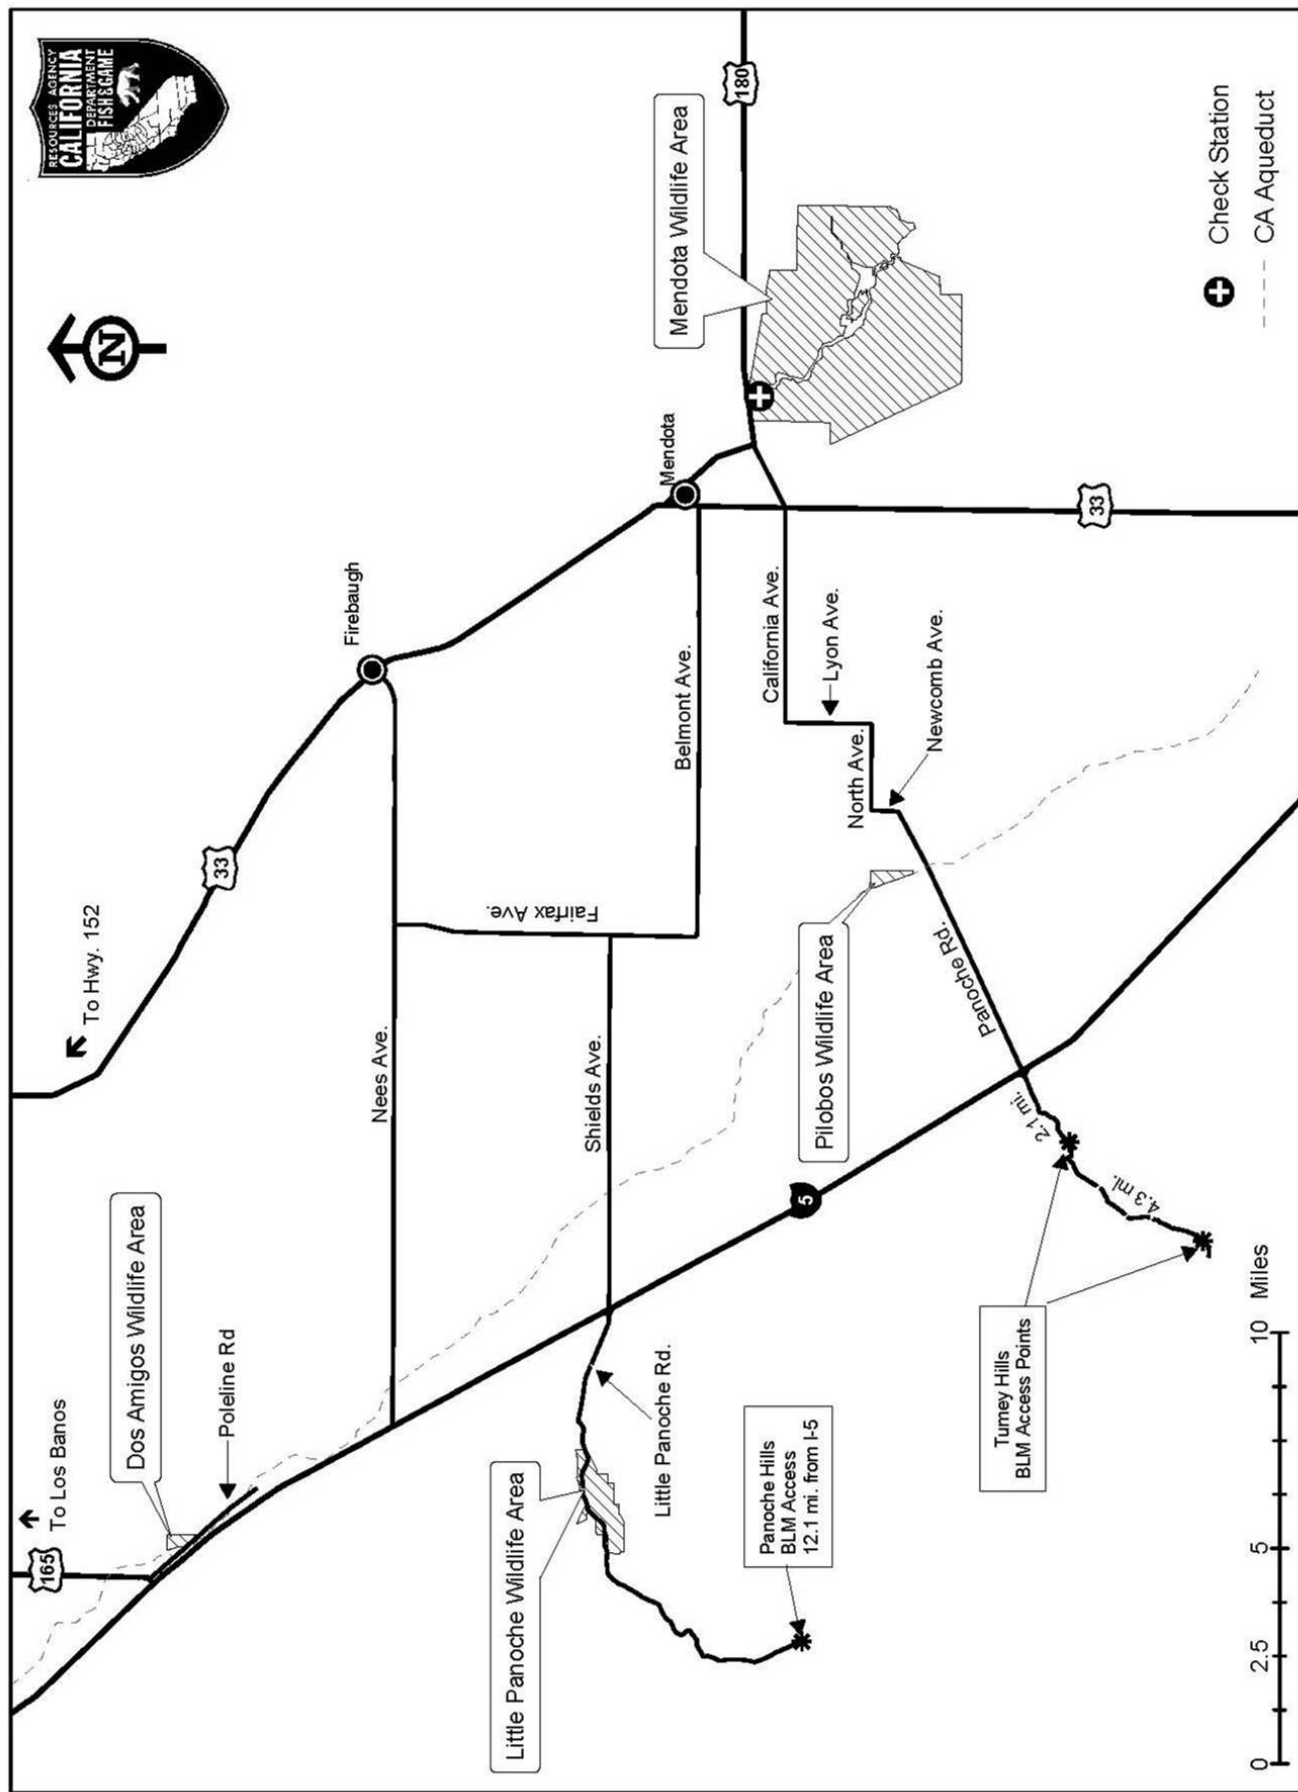 RESOURCES AGENCY
CALIFORNIA
DEPARTMENT
FISH&GAME
N
To Los Banos
165
Dos Amigos Wildlife Area
Poleline Rd
To Hwy. 152
33
Firebaugh
Nees Ave.
Fairfax Ave.
Shields Ave.
Little Panoche Wildlife Area
Little Panoche Rd.
Panoche Hills
BLM Access
12.1 mi. from I-5
5
Mendota
Mendota Wildlife Area
180
Belmont Ave.
California Ave.
Lyon Ave.
North Ave.
Newcomb Ave.
Pilobos Wildlife Area
Panoche Rd.
33
2.1 mi.
4.3 mi.
Tumey Hills
BLM Access Points
Check Station
CA Aqueduct
0 2.5 5 10 Miles